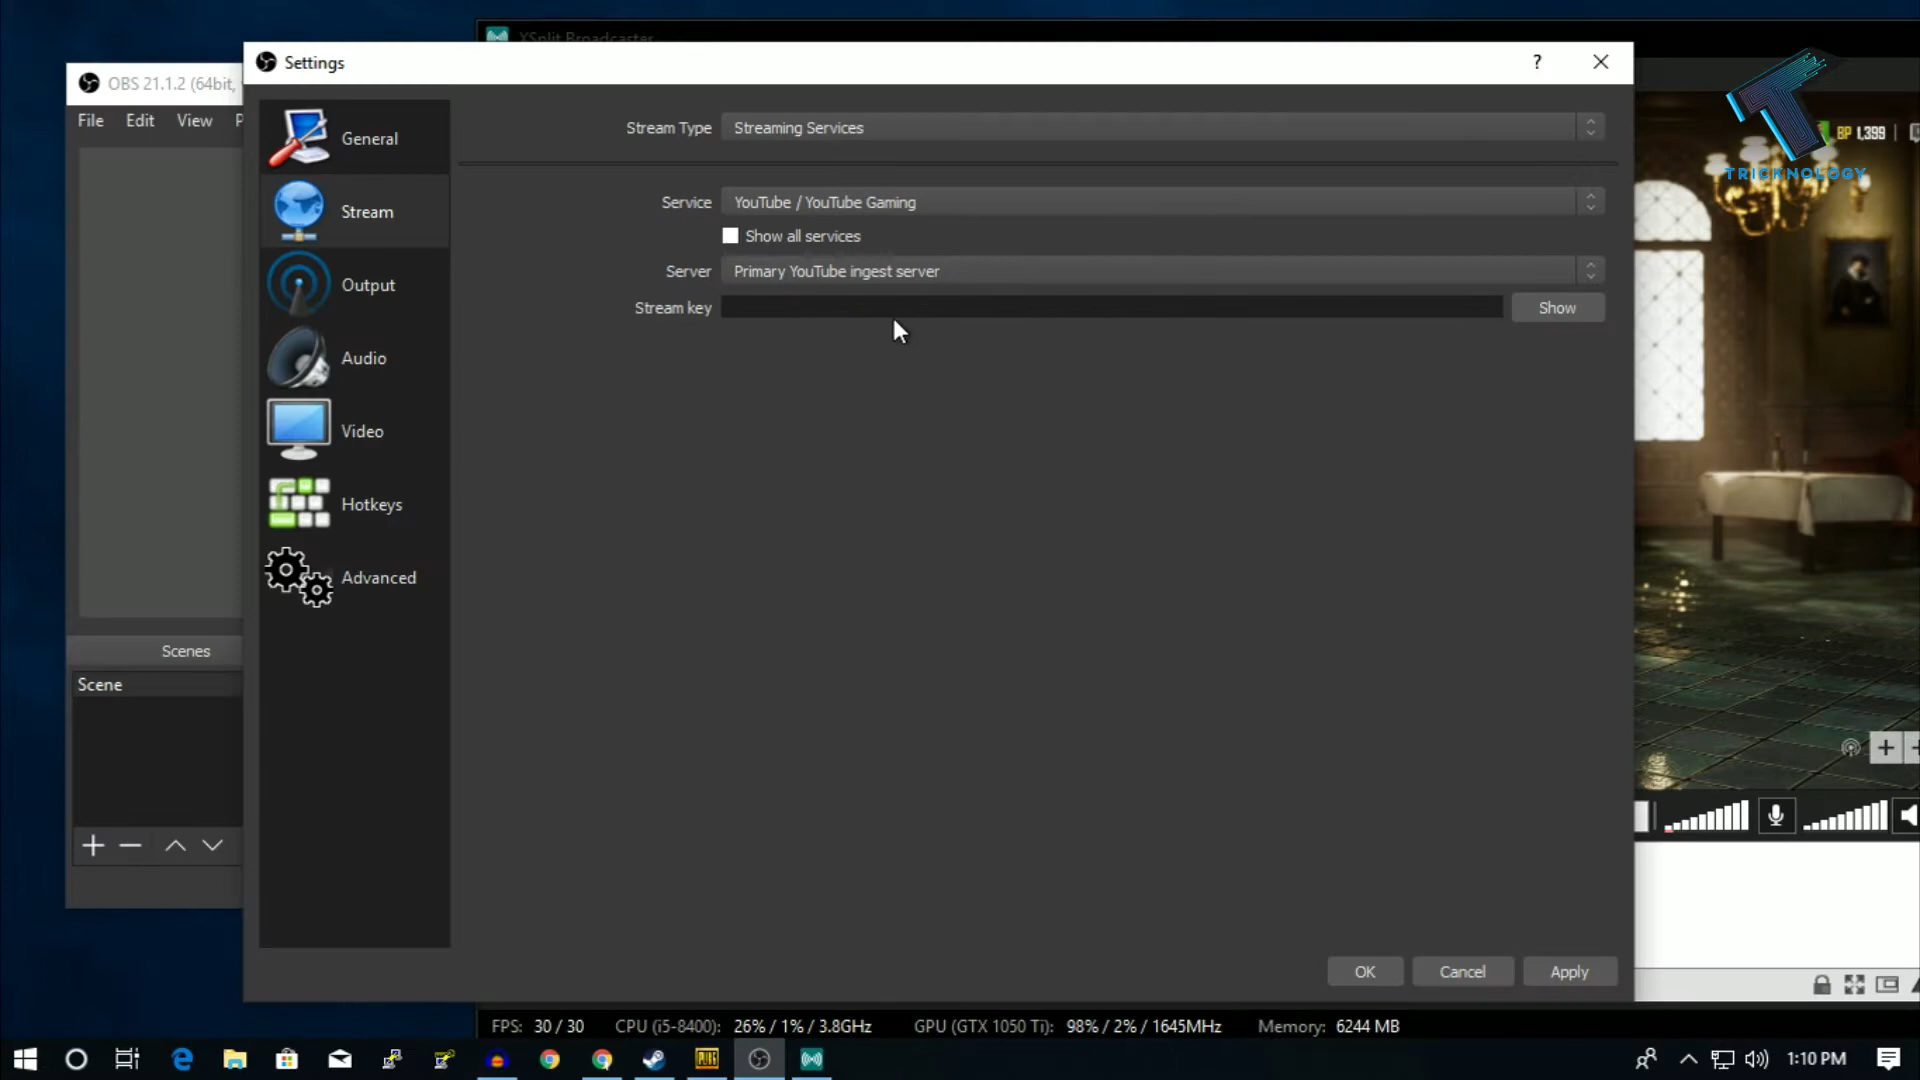 XSplit Broadcaster
Settings
?
OBS 21.1.2 (64bit,
File Edit View P
General
Stream
Output
Audio
Video
Hotkeys
Advanced
Stream Type Streaming Services
Service YouTube / YouTube Gaming
Show all services
Server Primary YouTube ingest server
Stream key
Show
BP 1,399
TRICKNOLOGY
Scenes
Scene
OK Cancel Apply
FPS: 30 / 30 CPU (i5-8400): 26% / 1% / 3.8GHz GPU (GTX 1050 Ti): 98% / 2% / 1645MHz Memory: 6244 MB
PUBG
1:10 PM